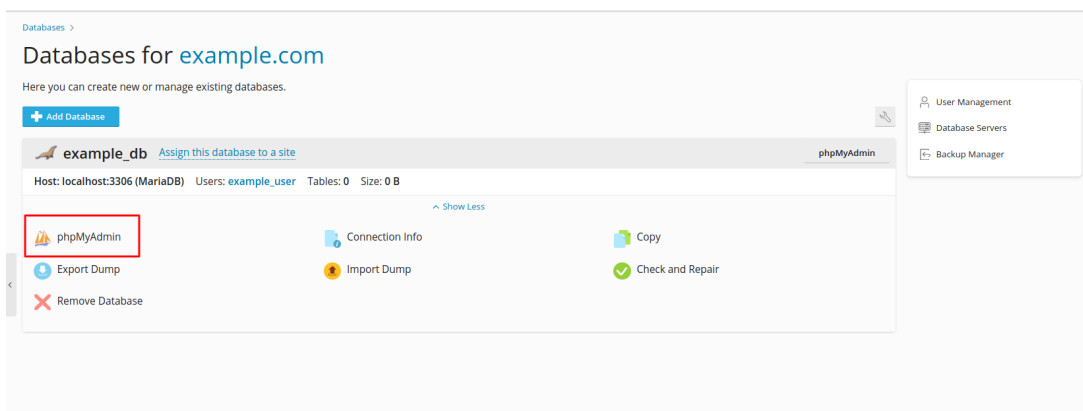 Databases >
Databases for example.com
Here you can create new or manage existing databases.
Add Database
example_db Assign this database to a site phpMyAdmin
Host: localhost:3306 (MariaDB) Users: example_user Tables: 0 Size: 0 B
Show Less
phpMyAdmin Connection Info Copy
Export Dump Import Dump Check and Repair
Remove Database
User Management
Database Servers
Backup Manager